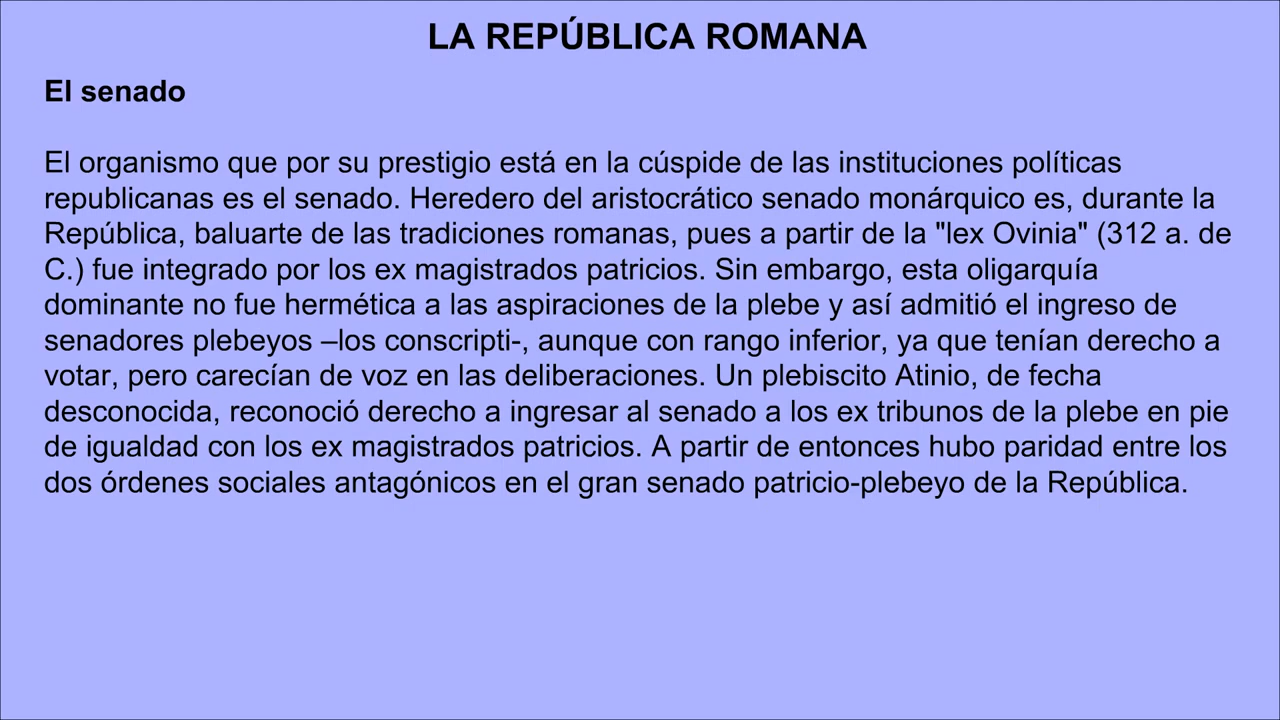 LA REPÚBLICA ROMANA
El senado
El organismo que por su prestigio está en la cúspide de las instituciones políticas
republicanas es el senado. Heredero del aristocrático senado monárquico es, durante la
República, baluarte de las tradiciones romanas, pues a partir de la "lex Ovinia" (312 a. de
C.) fue integrado por los ex magistrados patricios. Sin embargo, esta oligarquía
dominante no fue hermética a las aspiraciones de la plebe y así admitió el ingreso de
senadores plebeyos –los conscripti-, aunque con rango inferior, ya que tenían derecho a
votar, pero carecían de voz en las deliberaciones. Un plebiscito Atinio, de fecha
desconocida, reconoció derecho a ingresar al senado a los ex tribunos de la plebe en pie
de igualdad con los ex magistrados patricios. A partir de entonces hubo paridad entre los
dos órdenes sociales antagónicos en el gran senado patricio-plebeyo de la República.